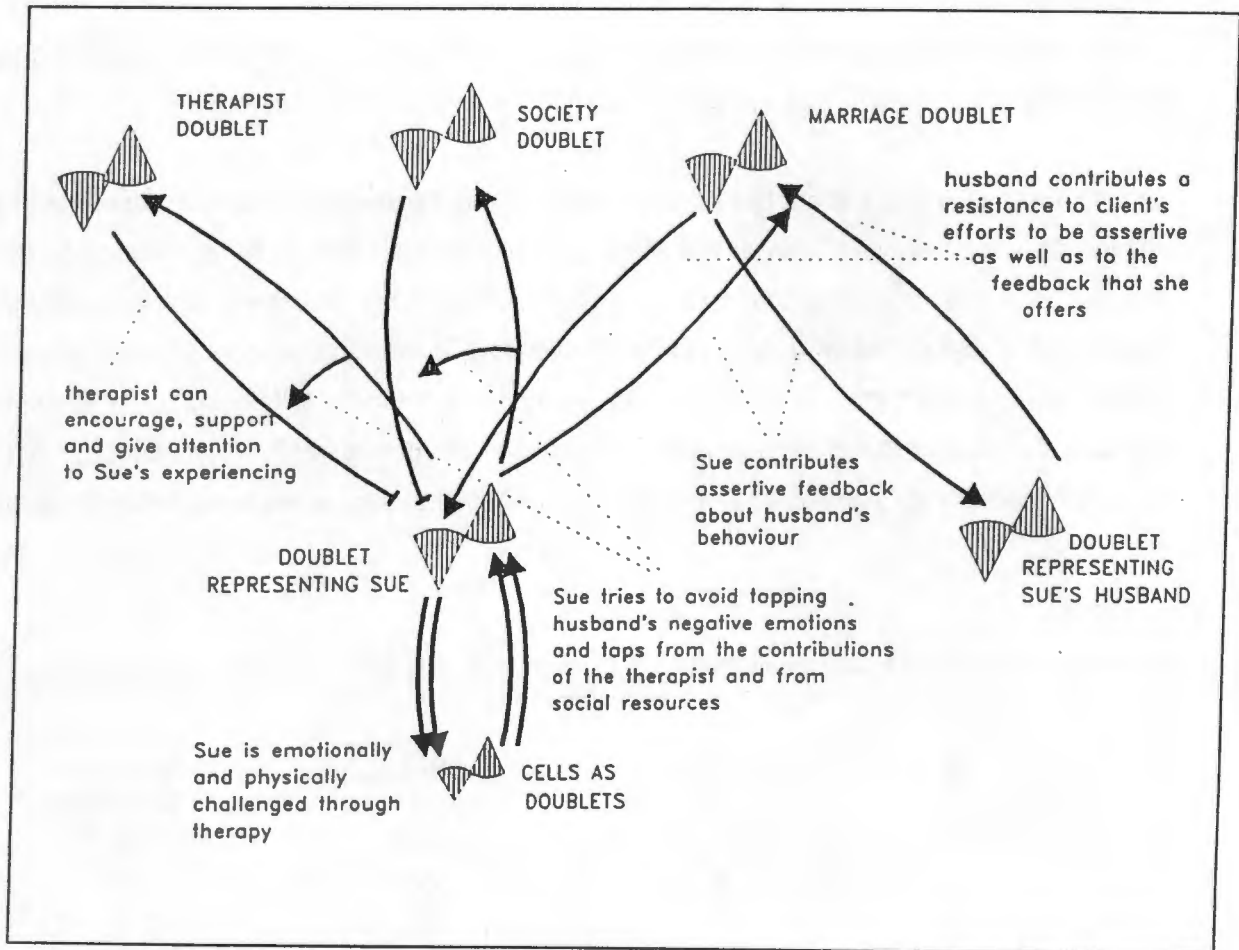 THERAPIST
DOUBLET
SOCIETY
DOUBLET
MARRIAGE DOUBLET
husband contributes a
resistance to client's
efforts to be assertive
as well as to the
feedback that she
offers
therapist can
encourage, support
and give attention
to Sue's experiencing
Sue contributes
assertive feedback
about husband's
behaviour
DOUBLET
REPRESENTING SUE
DOUBLET
REPRESENTING
SUE'S HUSBAND
Sue tries to avoid tapping
husband's negative emotions
and taps from the contributions
of the therapist and from
social resources
Sue is emotionally
and physically
challenged through
therapy
CELLS AS
DOUBLETS